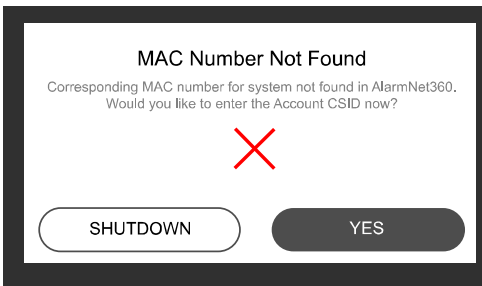 MAC Number Not Found
Corresponding MAC number for system not found in AlarmNet360.
Would you like to enter the Account CSID now?
SHUTDOWN
YES